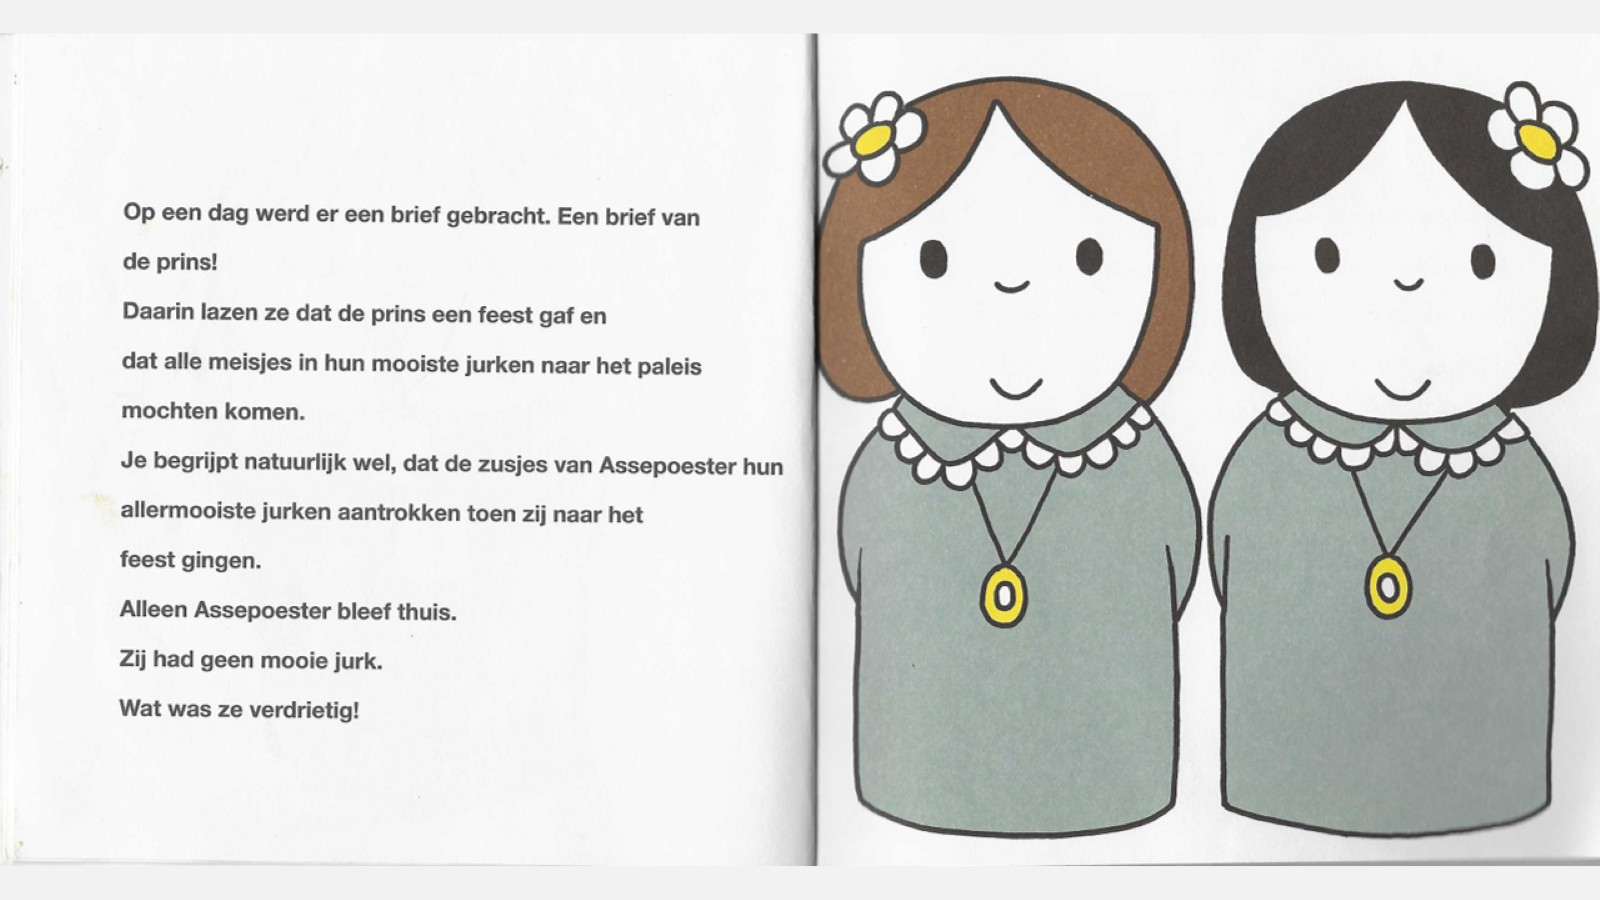 Op een dag werd er een brief gebracht. Een brief van
de prins!
Daarin lazen ze dat de prins een feest gaf en
dat alle meisjes in hun mooiste jurken naar het paleis
mochten komen.
Je begrijpt natuurlijk wel, dat de zusjes van Assepoester hun
allermooiste jurken aantrokken toen zij naar het
feest gingen.
Alleen Assepoester bleef thuis.
Zij had geen mooie jurk.
Wat was ze verdrietig!